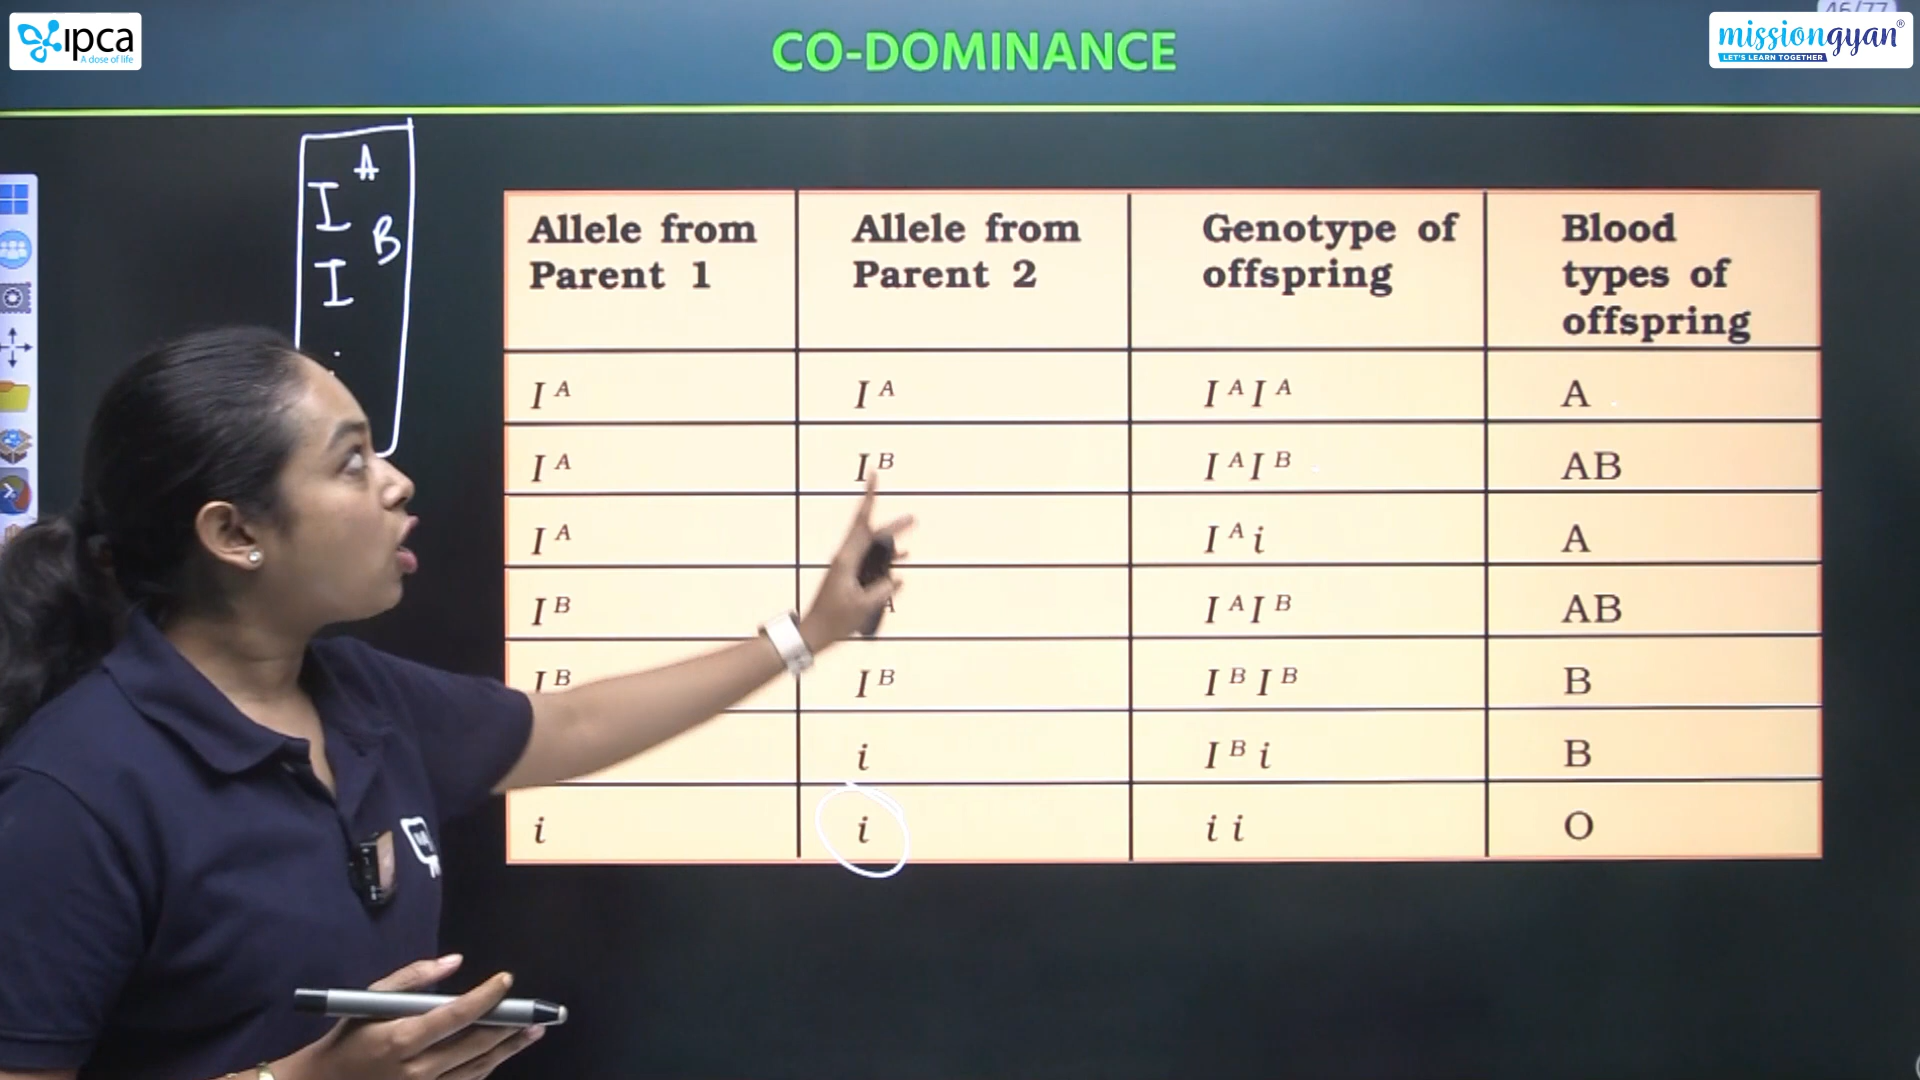 ipca
A dose of life
CO-DOMINANCE
missiongyan®
LET'S LEARN TOGETHER
I A
I B
Allele from Parent 1 Allele from Parent 2 Genotype of offspring Blood types of offspring
I A I A I A I A A
I A I B I A I B AB
I A I A i A
I B A I A I B AB
I B I B I B I B B
i I B i B
i i i i O